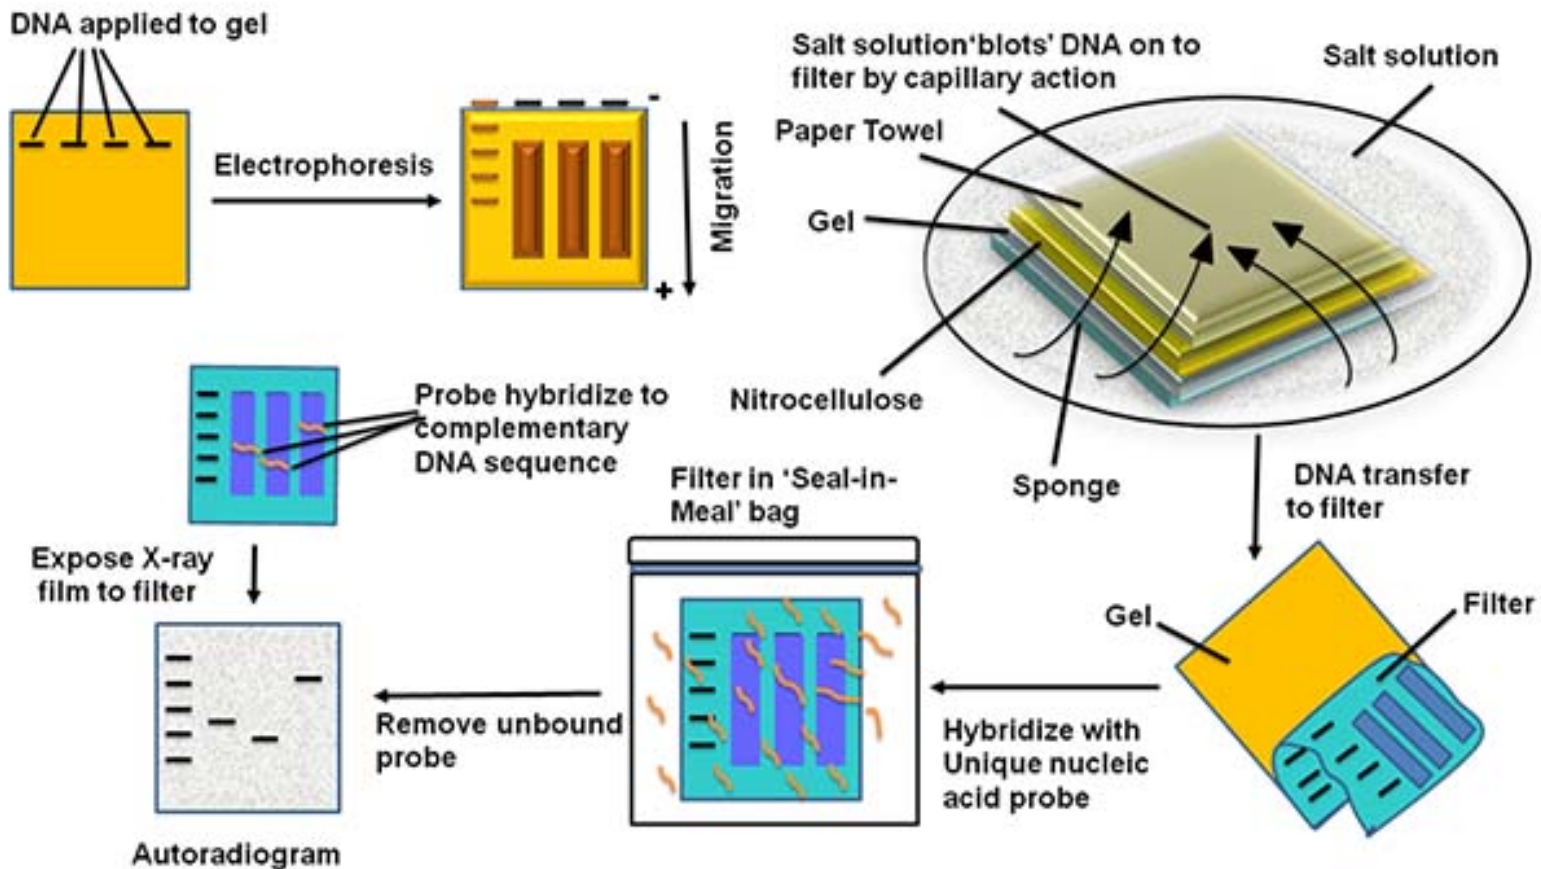 DNA applied to gel
Electrophoresis
-
+
Migration
Salt solution‘blots’ DNA on to
filter by capillary action
Salt solution
Paper Towel
Gel
Nitrocellulose
Sponge
DNA transfer
to filter
Gel
Filter
Hybridize with
Unique nucleic
acid probe
Filter in ‘Seal-in-
Meal’ bag
Remove unbound
probe
Probe hybridize to
complementary
DNA sequence
Expose X-ray
film to filter
Autoradiogram